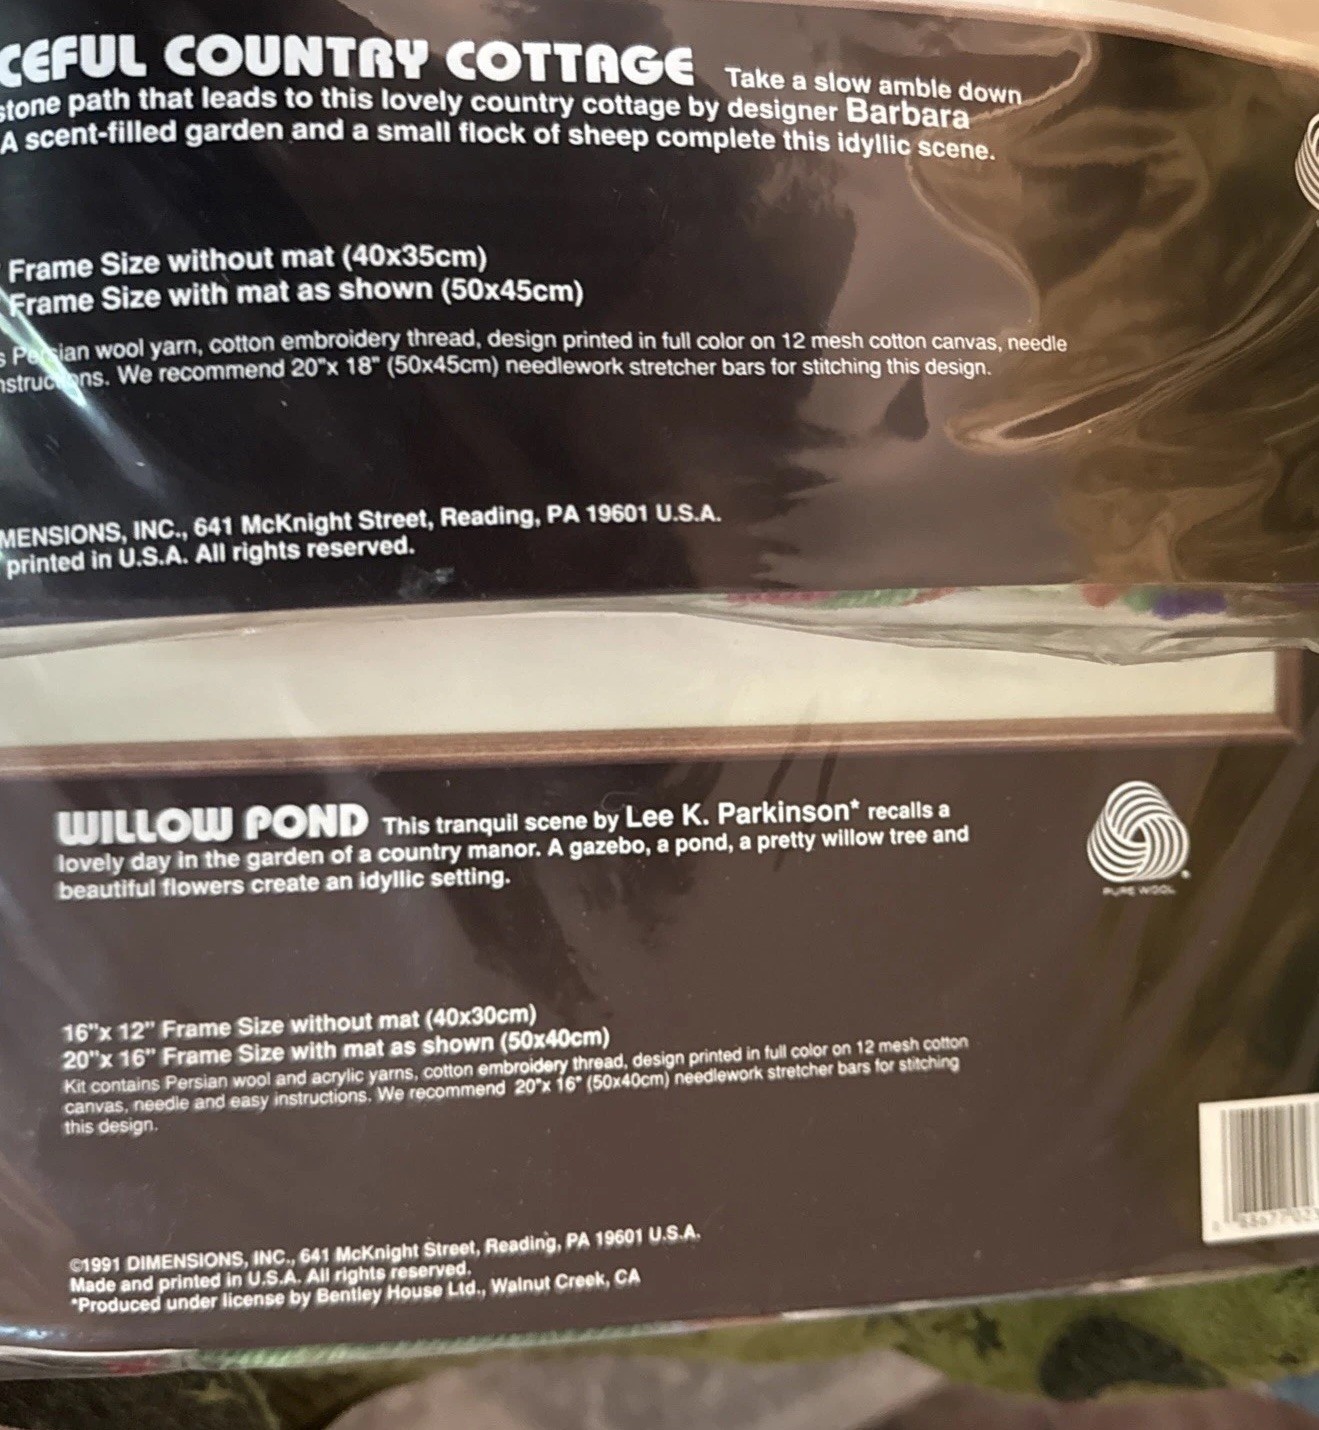 CEFUL COUNTRY COTTAGE Take a slow amble down
stone path that leads to this lovely country cottage by designer Barbara
A scent-filled garden and a small flock of sheep complete this idyllic scene.
Frame Size without mat (40x35cm)
Frame Size with mat as shown (50x45cm)
s Persian wool yarn, cotton embroidery thread, design printed in full color on 12 mesh cotton canvas, needle
nstructions. We recommend 20"x 18" (50x45cm) needlework stretcher bars for stitching this design.
MENSIONS, INC., 641 McKnight Street, Reading, PA 19601 U.S.A.
printed in U.S.A. All rights reserved.
WILLOW POND This tranquil scene by Lee K. Parkinson* recalls a
lovely day in the garden of a country manor. A gazebo, a pond, a pretty willow tree and
beautiful flowers create an idyllic setting.
PURE WOOL
16"x 12" Frame Size without mat (40x30cm)
20"x 16" Frame Size with mat as shown (50x40cm)
Kit contains Persian wool and acrylic yarns, cotton embroidery thread, design printed in full color on 12 mesh cotton
canvas, needle and easy instructions. We recommend 20"x 16" (50x40cm) needlework stretcher bars for stitching
this design.
©1991 DIMENSIONS, INC., 641 McKnight Street, Reading, PA 19601 U.S.A.
Made and printed in U.S.A. All rights reserved.
*Produced under license by Bentley House Ltd., Walnut Creek, CA